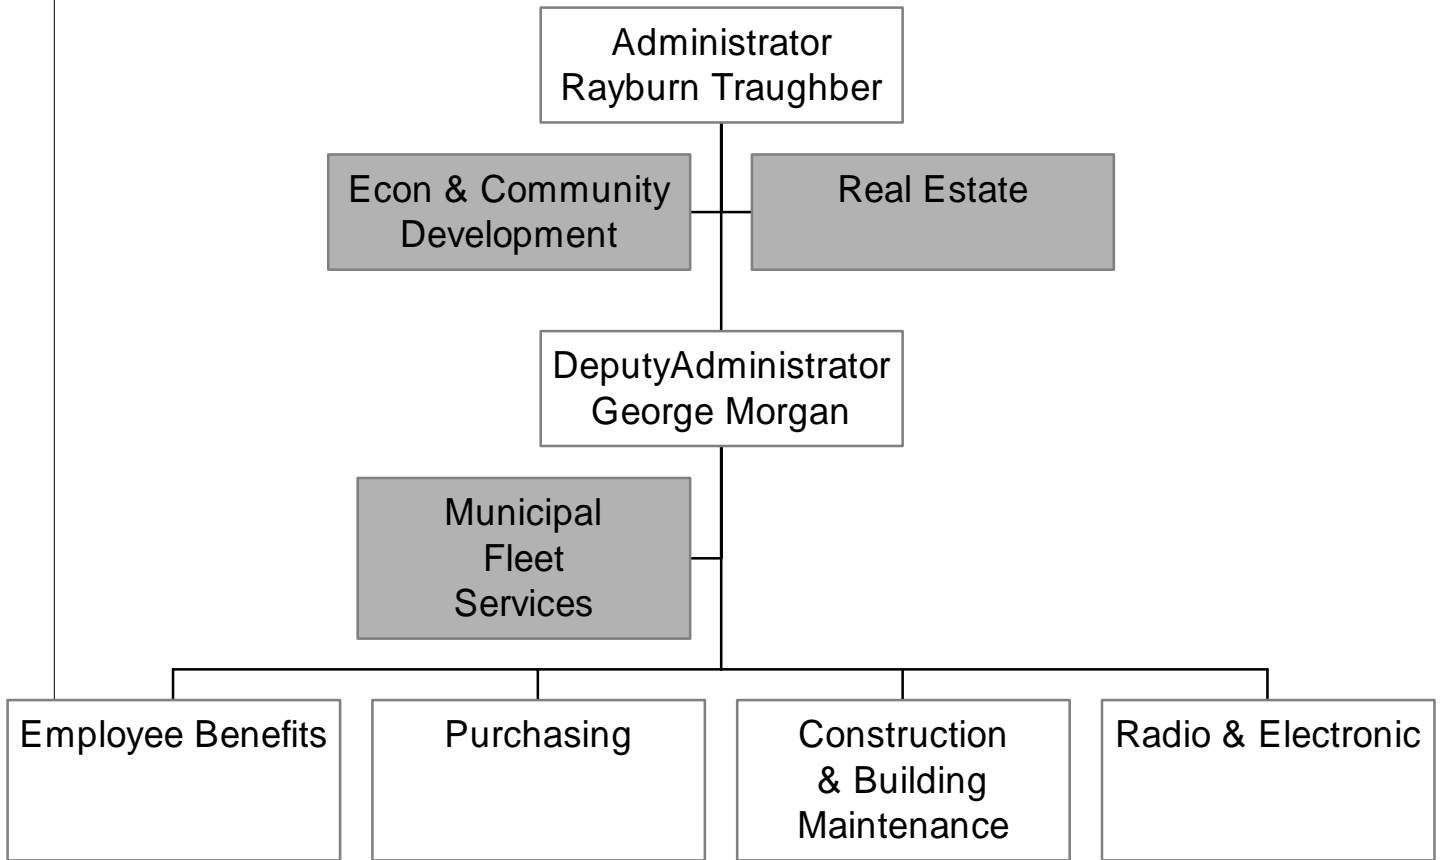 Administrator
Rayburn Traughber
Econ & Community
Development
Real Estate
DeputyAdministrator
George Morgan
Municipal
Fleet
Services
Employee Benefits
Purchasing
Construction
& Building
Maintenance
Radio & Electronic